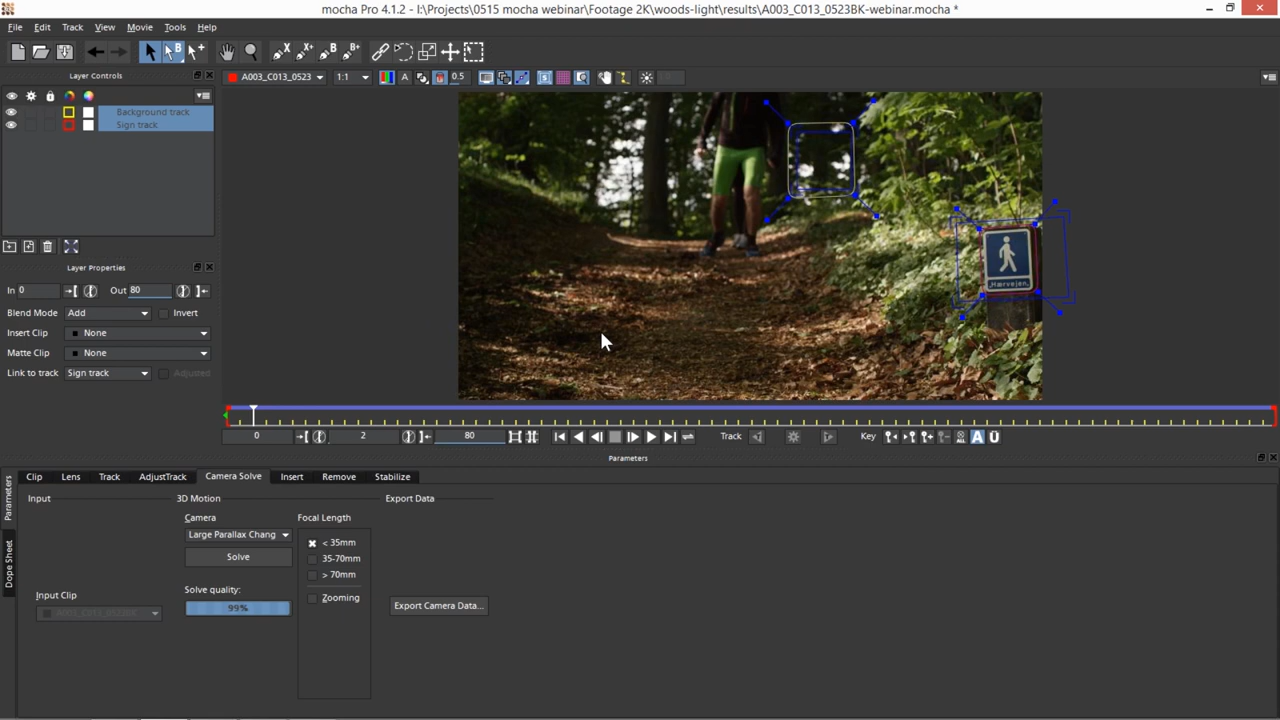 mocha Pro 4.1.2 - I:\Projects\0515 mocha webinar\Footage 2K\woods-light\results\A003_C013_0523BK-webinar.mocha *
File Edit Track View Movie Tools Help
Layer Controls
A003_C013_0523
1:1
A
0.5
Background track
Sign track
Layer Properties
In 0 Out 80
Blend Mode Add Invert
Insert Clip None
Matte Clip None
Link to track Sign track Adjusted
Hærvejen.
0 2 80 Track Key ALL A Ü
Parameters
Parameters
Dope Sheet
Clip Lens Track AdjustTrack Camera Solve Insert Remove Stabilize
Input 3D Motion Export Data
Camera Focal Length
Large Parallax Chang
< 35mm
Solve 35-70mm
> 70mm
Solve quality:
Input Clip Zooming
99% Export Camera Data...